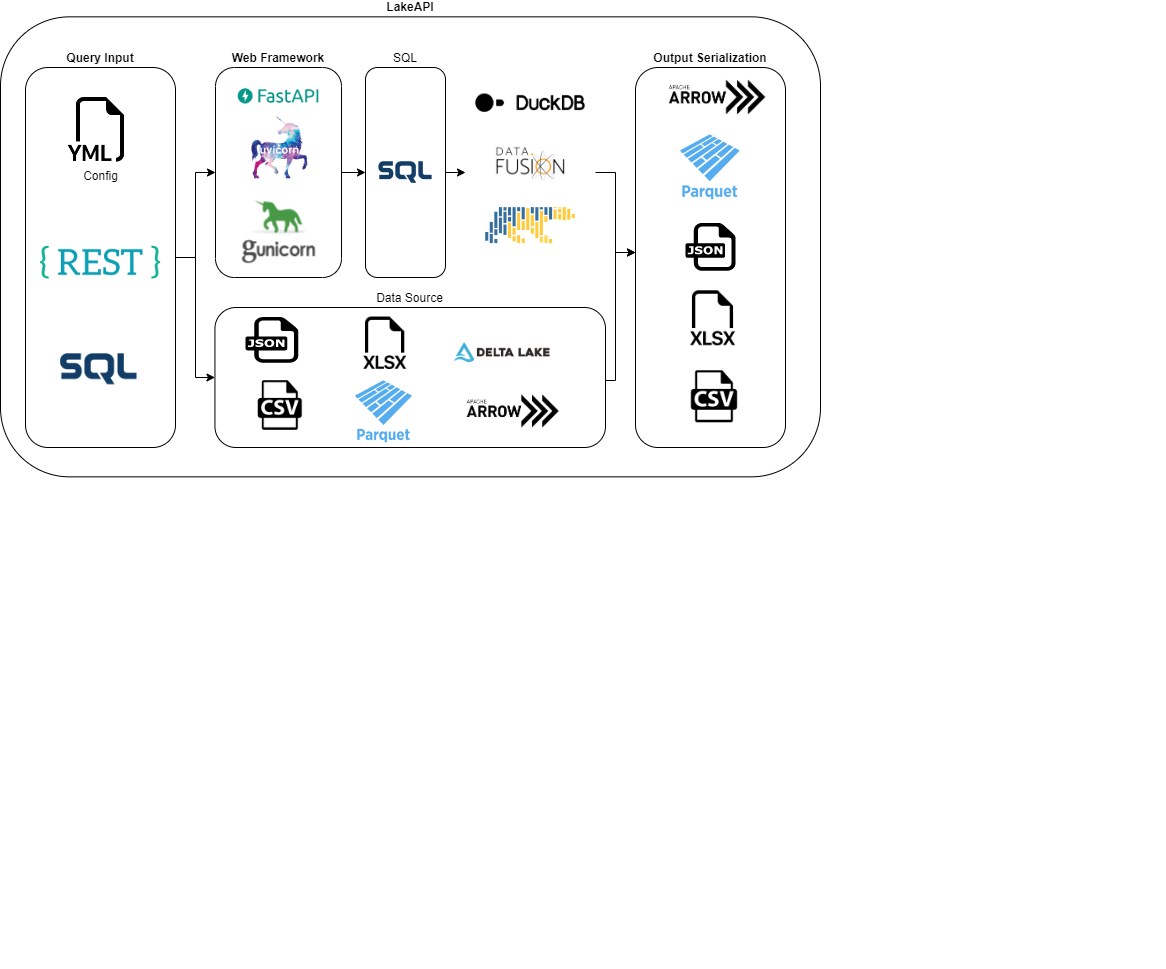 LakeAPI
Query Input
YML
Config
{ REST }
SQL
Web Framework
FastAPI
uvicorn
gunicorn
SQL
SQL
DuckDB
DATA
FUSION
Data Source
JSON
XLSX
DELTA LAKE
CSV
Parquet
APACHE
ARROW
Output Serialization
APACHE
ARROW
Parquet
JSON
XLSX
CSV